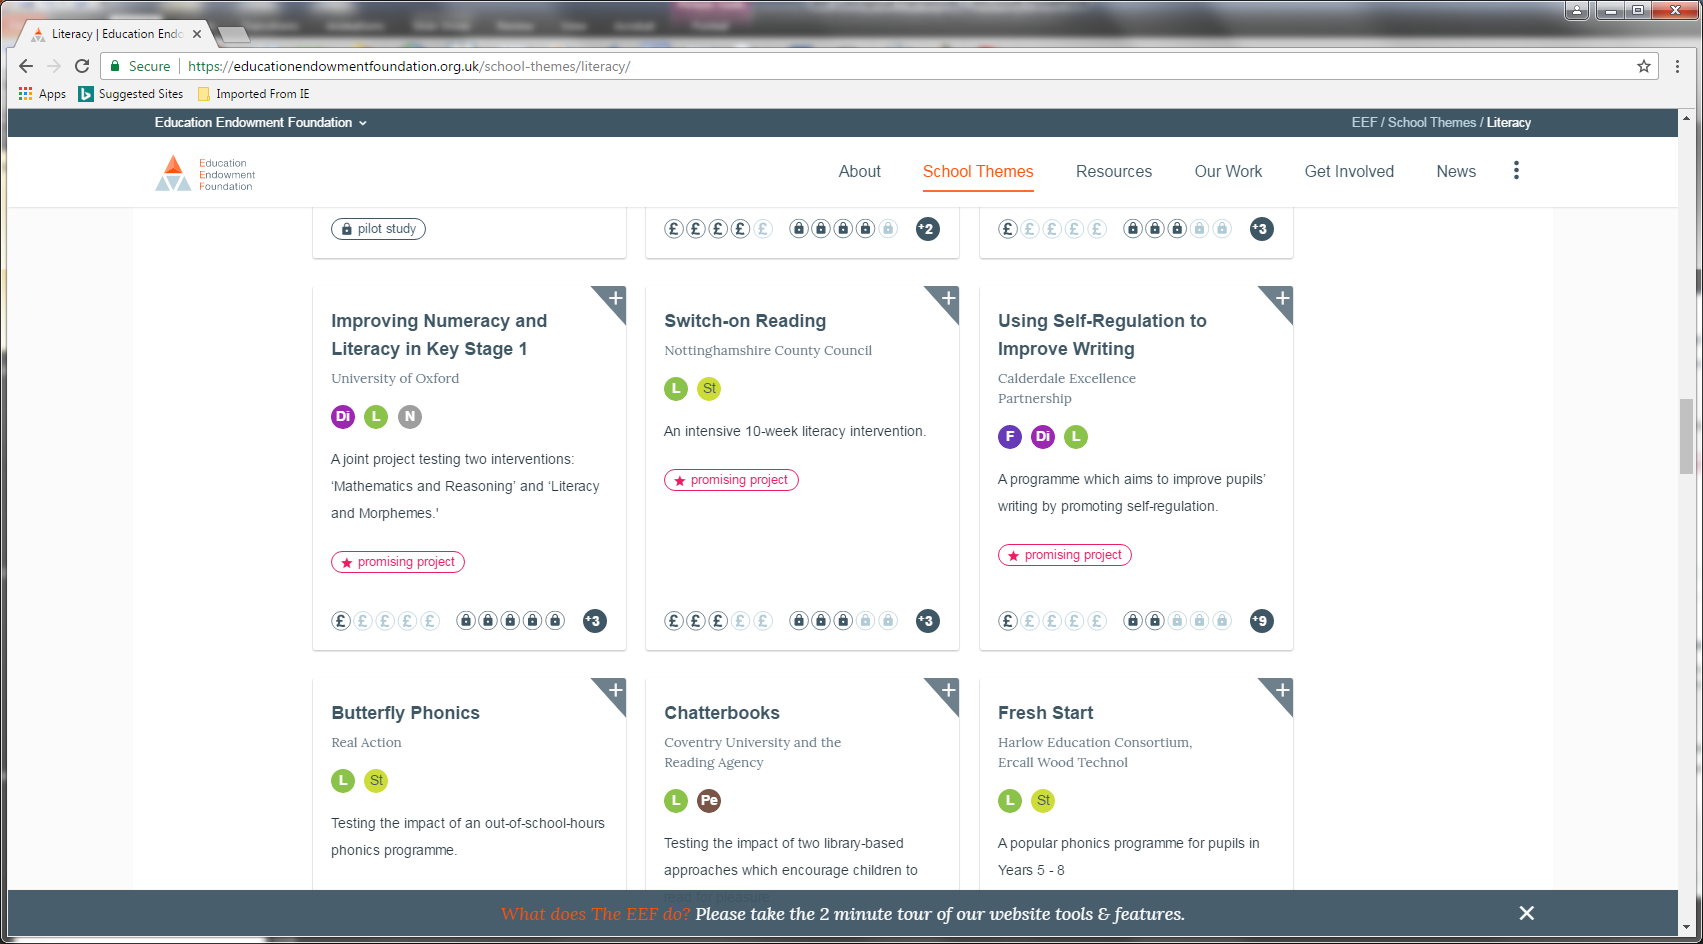 Literacy | Education Endo
Secure https://educationendowmentfoundation.org.uk/school-themes/literacy/
Apps Suggested Sites Imported From IE
Education Endowment Foundation
EEF / School Themes / Literacy
Education
Endowment
Foundation
About School Themes Resources Our Work Get Involved News
pilot study
£ £ £ £ £ +2
£ £ £ £ £ +3
Improving Numeracy and
Literacy in Key Stage 1
University of Oxford
Di L N
A joint project testing two interventions:
‘Mathematics and Reasoning’ and ‘Literacy
and Morphemes.'
promising project
£ £ £ £ £ +3
Switch-on Reading
Nottinghamshire County Council
L St
An intensive 10-week literacy intervention.
promising project
£ £ £ £ £ +3
Using Self-Regulation to
Improve Writing
Calderdale Excellence
Partnership
F Di L
A programme which aims to improve pupils’
writing by promoting self-regulation.
promising project
£ £ £ £ £ +9
Butterfly Phonics
Real Action
L St
Testing the impact of an out-of-school-hours
phonics programme.
Chatterbooks
Coventry University and the
Reading Agency
L Pe
Testing the impact of two library-based
approaches which encourage children to
Fresh Start
Harlow Education Consortium,
Ercall Wood Technol
L St
A popular phonics programme for pupils in
Years 5 - 8
What does The EEF do? Please take the 2 minute tour of our website tools & features.